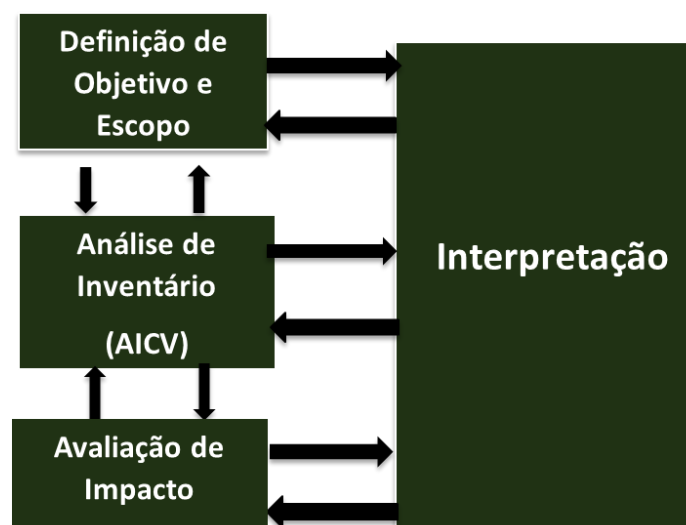 Definição de
Objetivo e
Escopo
Análise de
Inventário
(AICV)
Interpretação
Avaliação de
Impacto